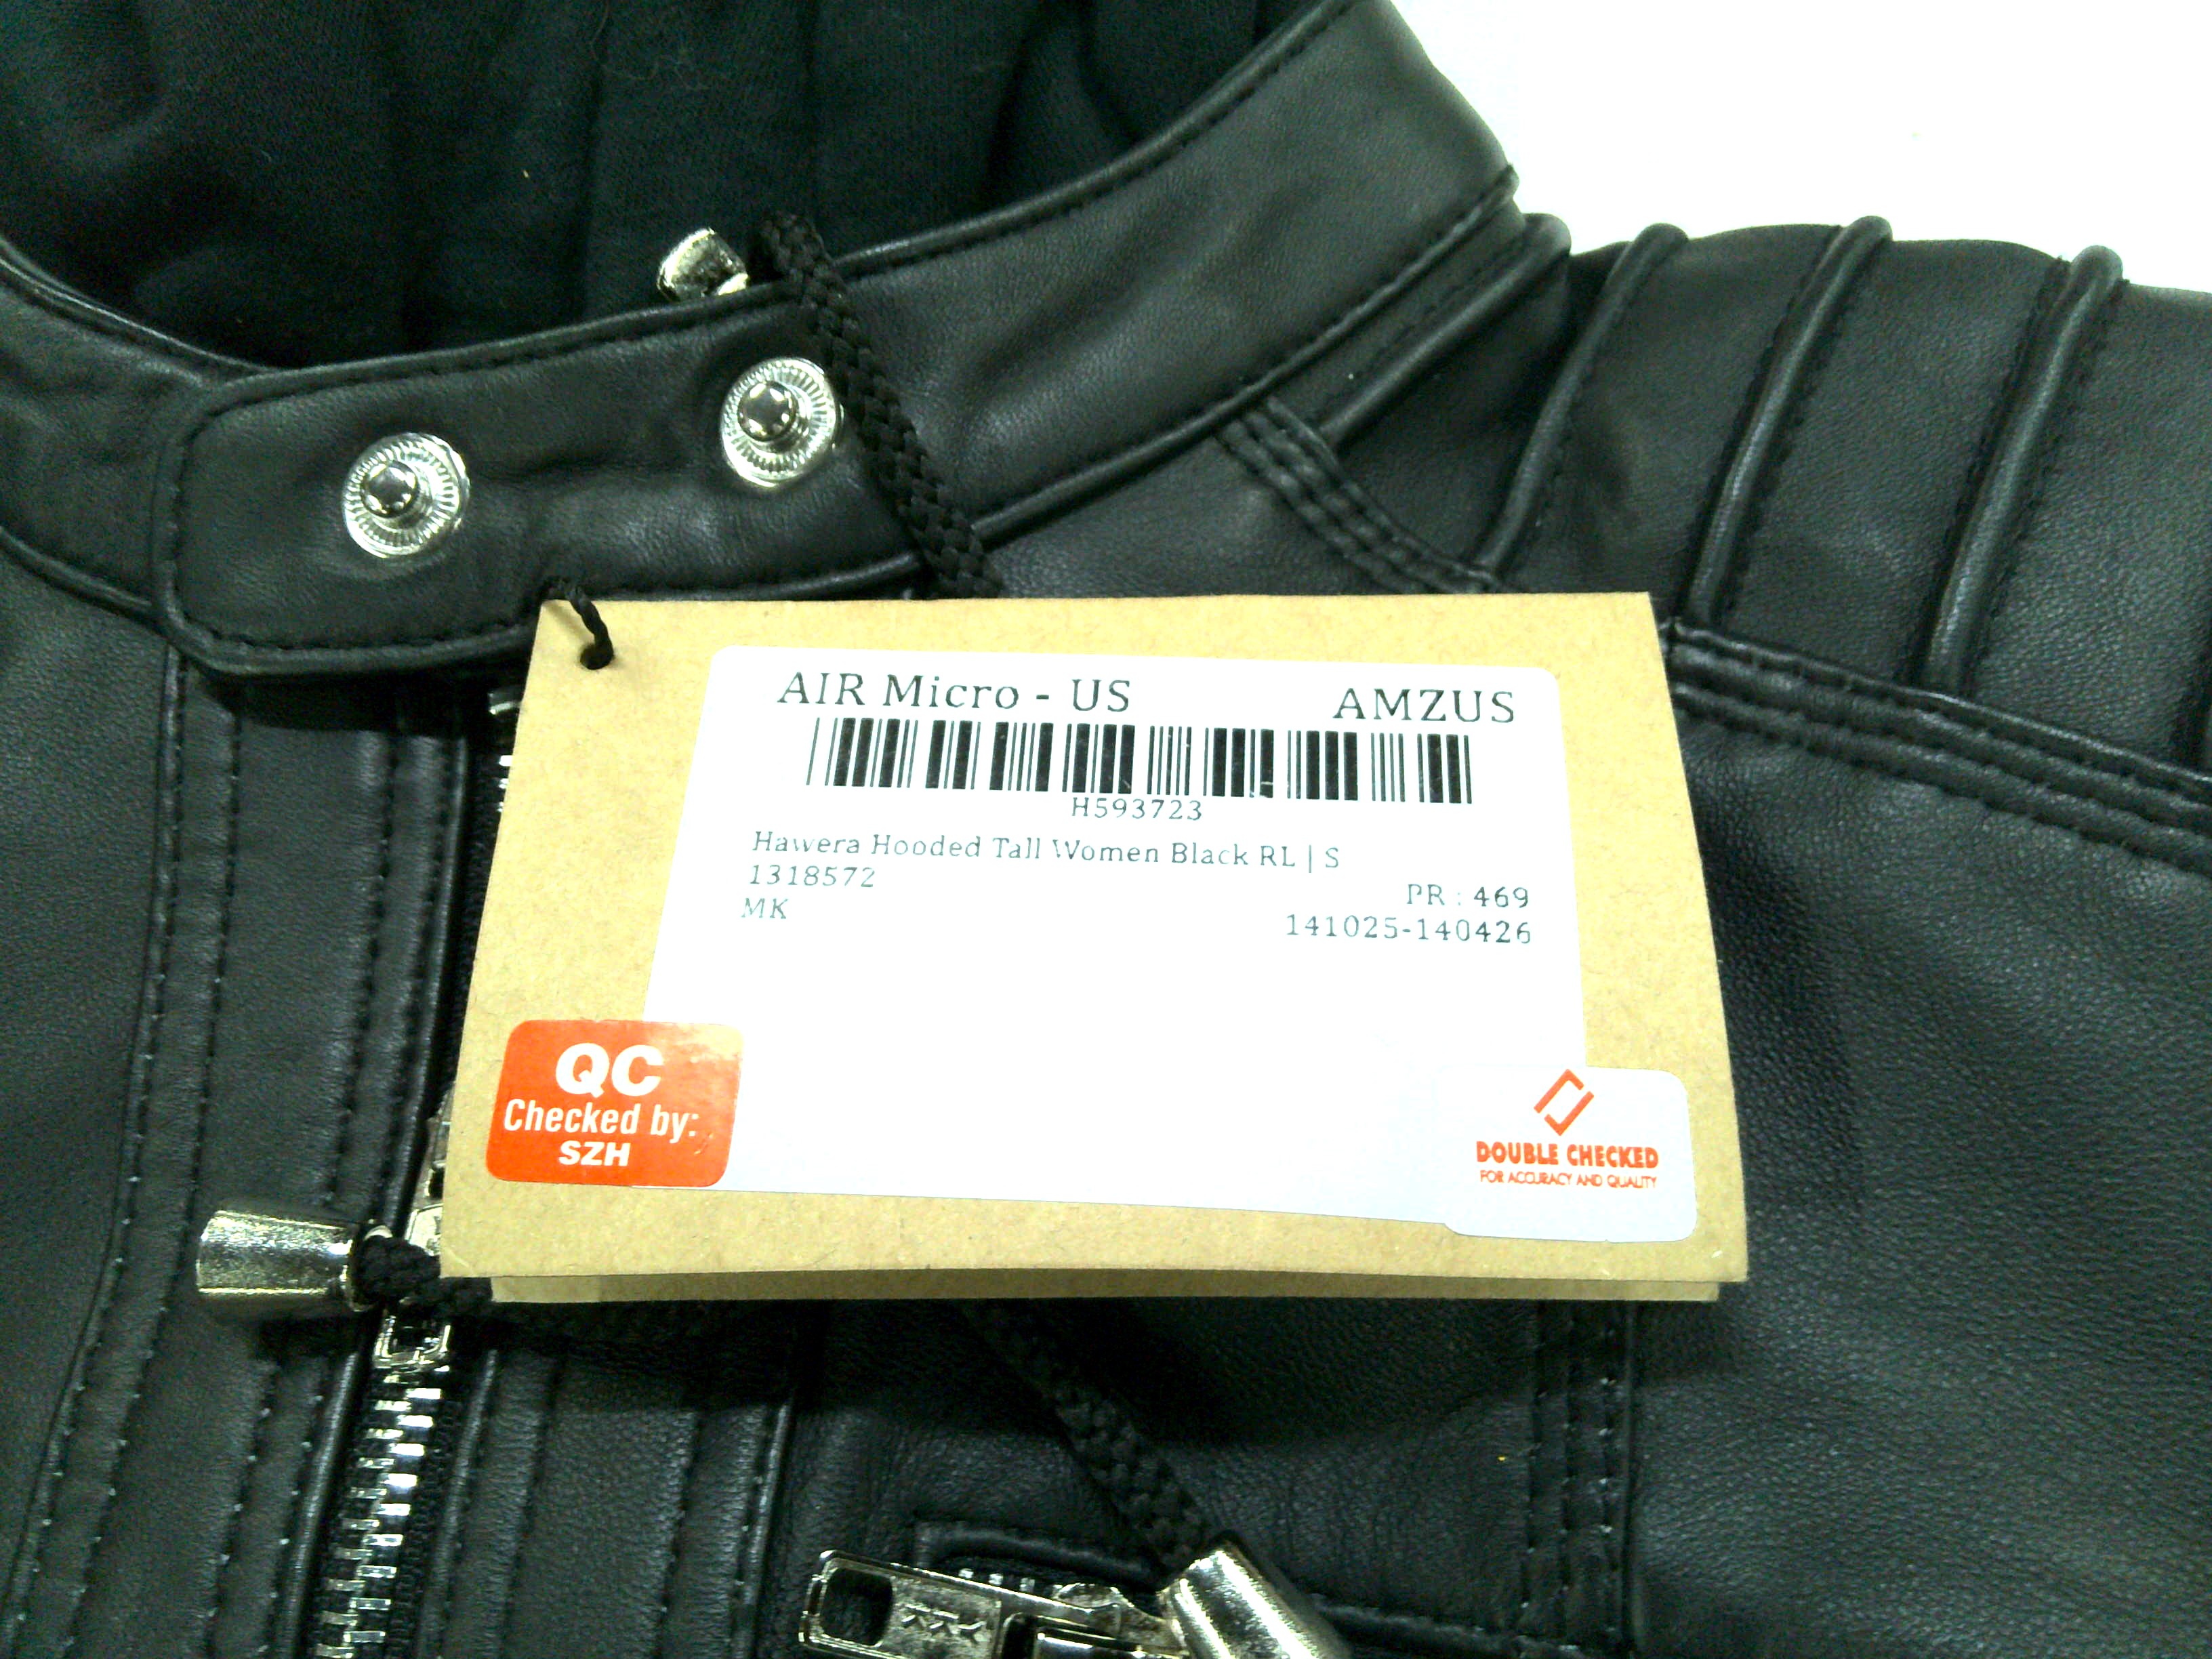 AIR Micro - US AMZUS
H593723
Hawera Hooded Tall Women Black RL | S
1318572
PR : 469
MK
141025-140426
QC
Checked by:
SZH
DOUBLE CHECKED
FOR ACCURACY AND QUALITY
YKK